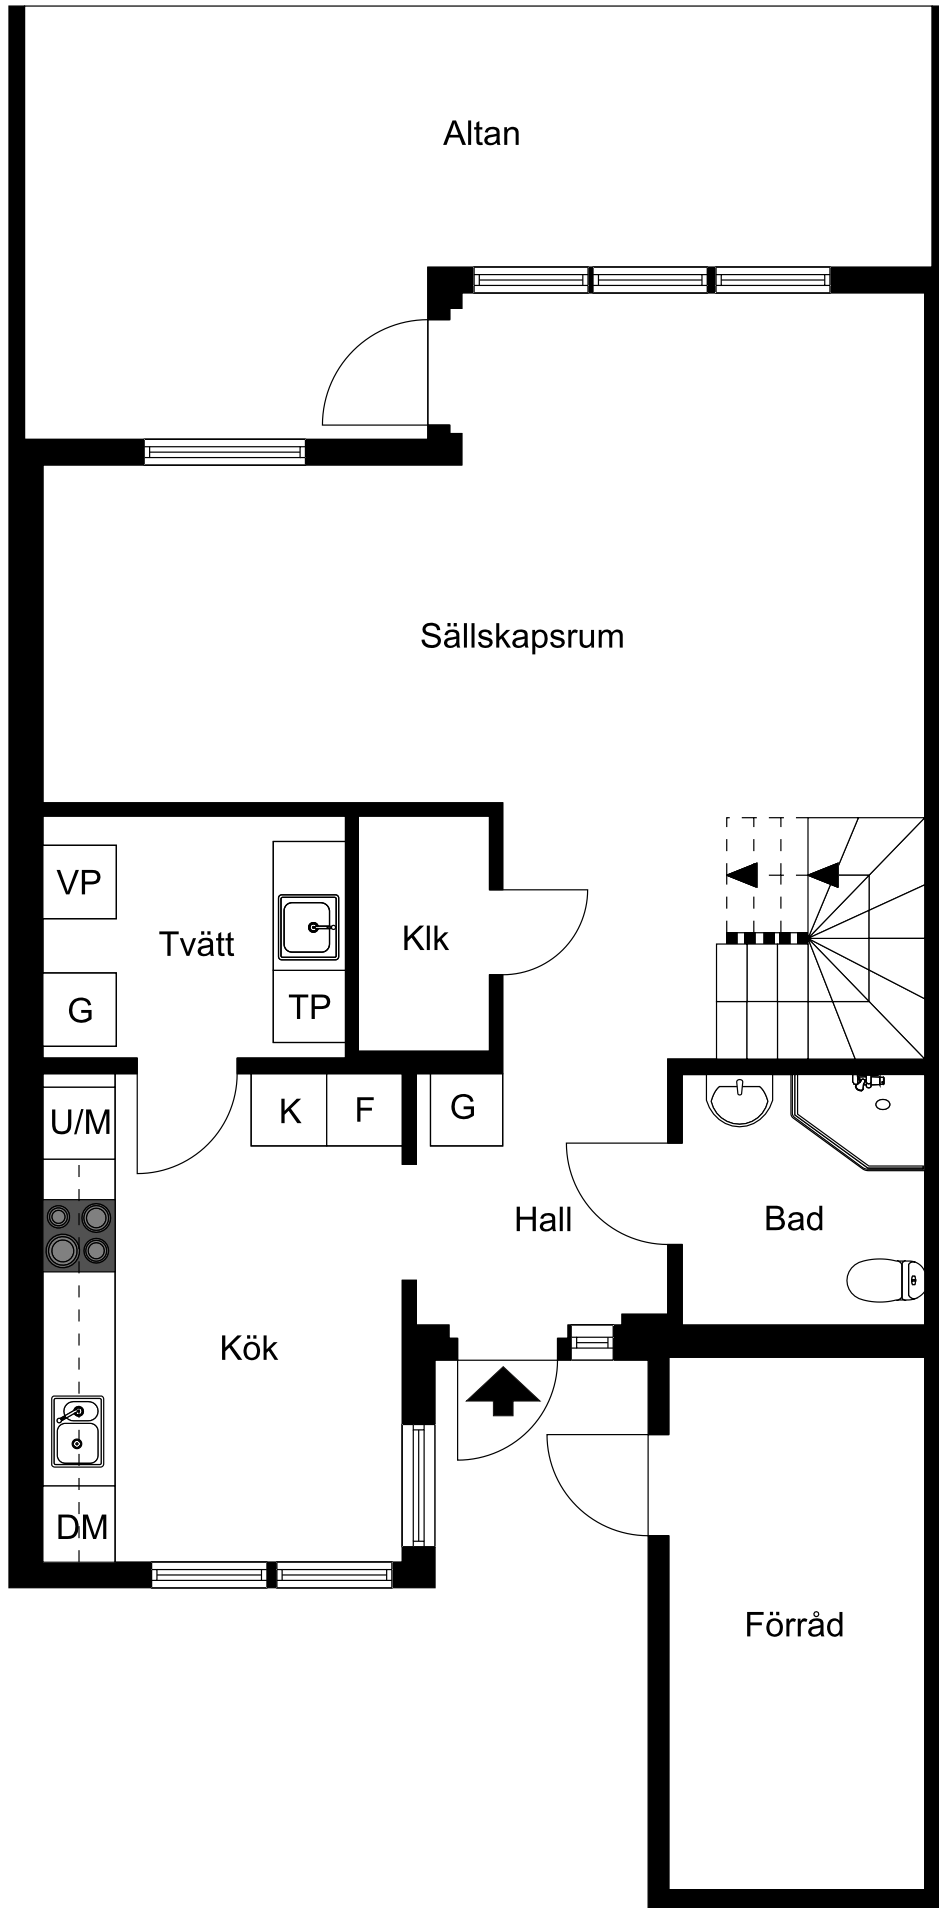 Altan
Sällskapsrum
VP
Tvätt
Klk
G
TP
U/M
K
F
G
Hall
Bad
Kök
DM
Förråd